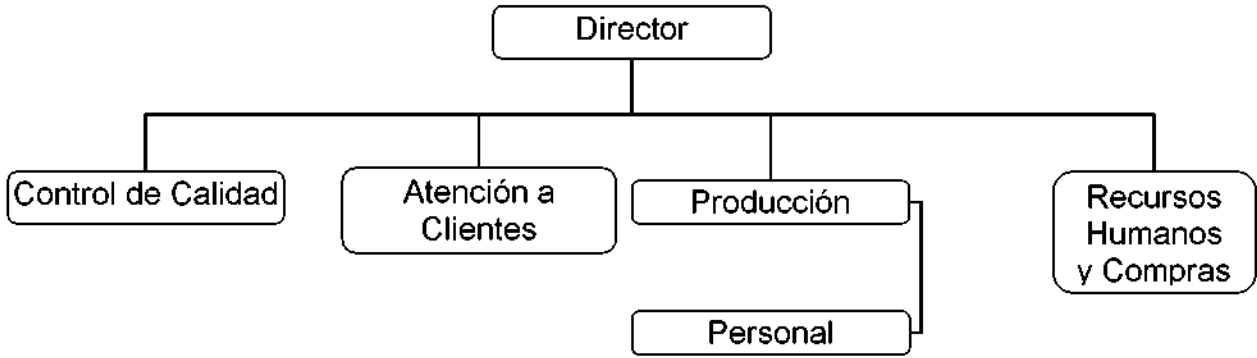 Director
Control de Calidad
Atención a
Clientes
Producción
Recursos
Humanos
y Compras
Personal